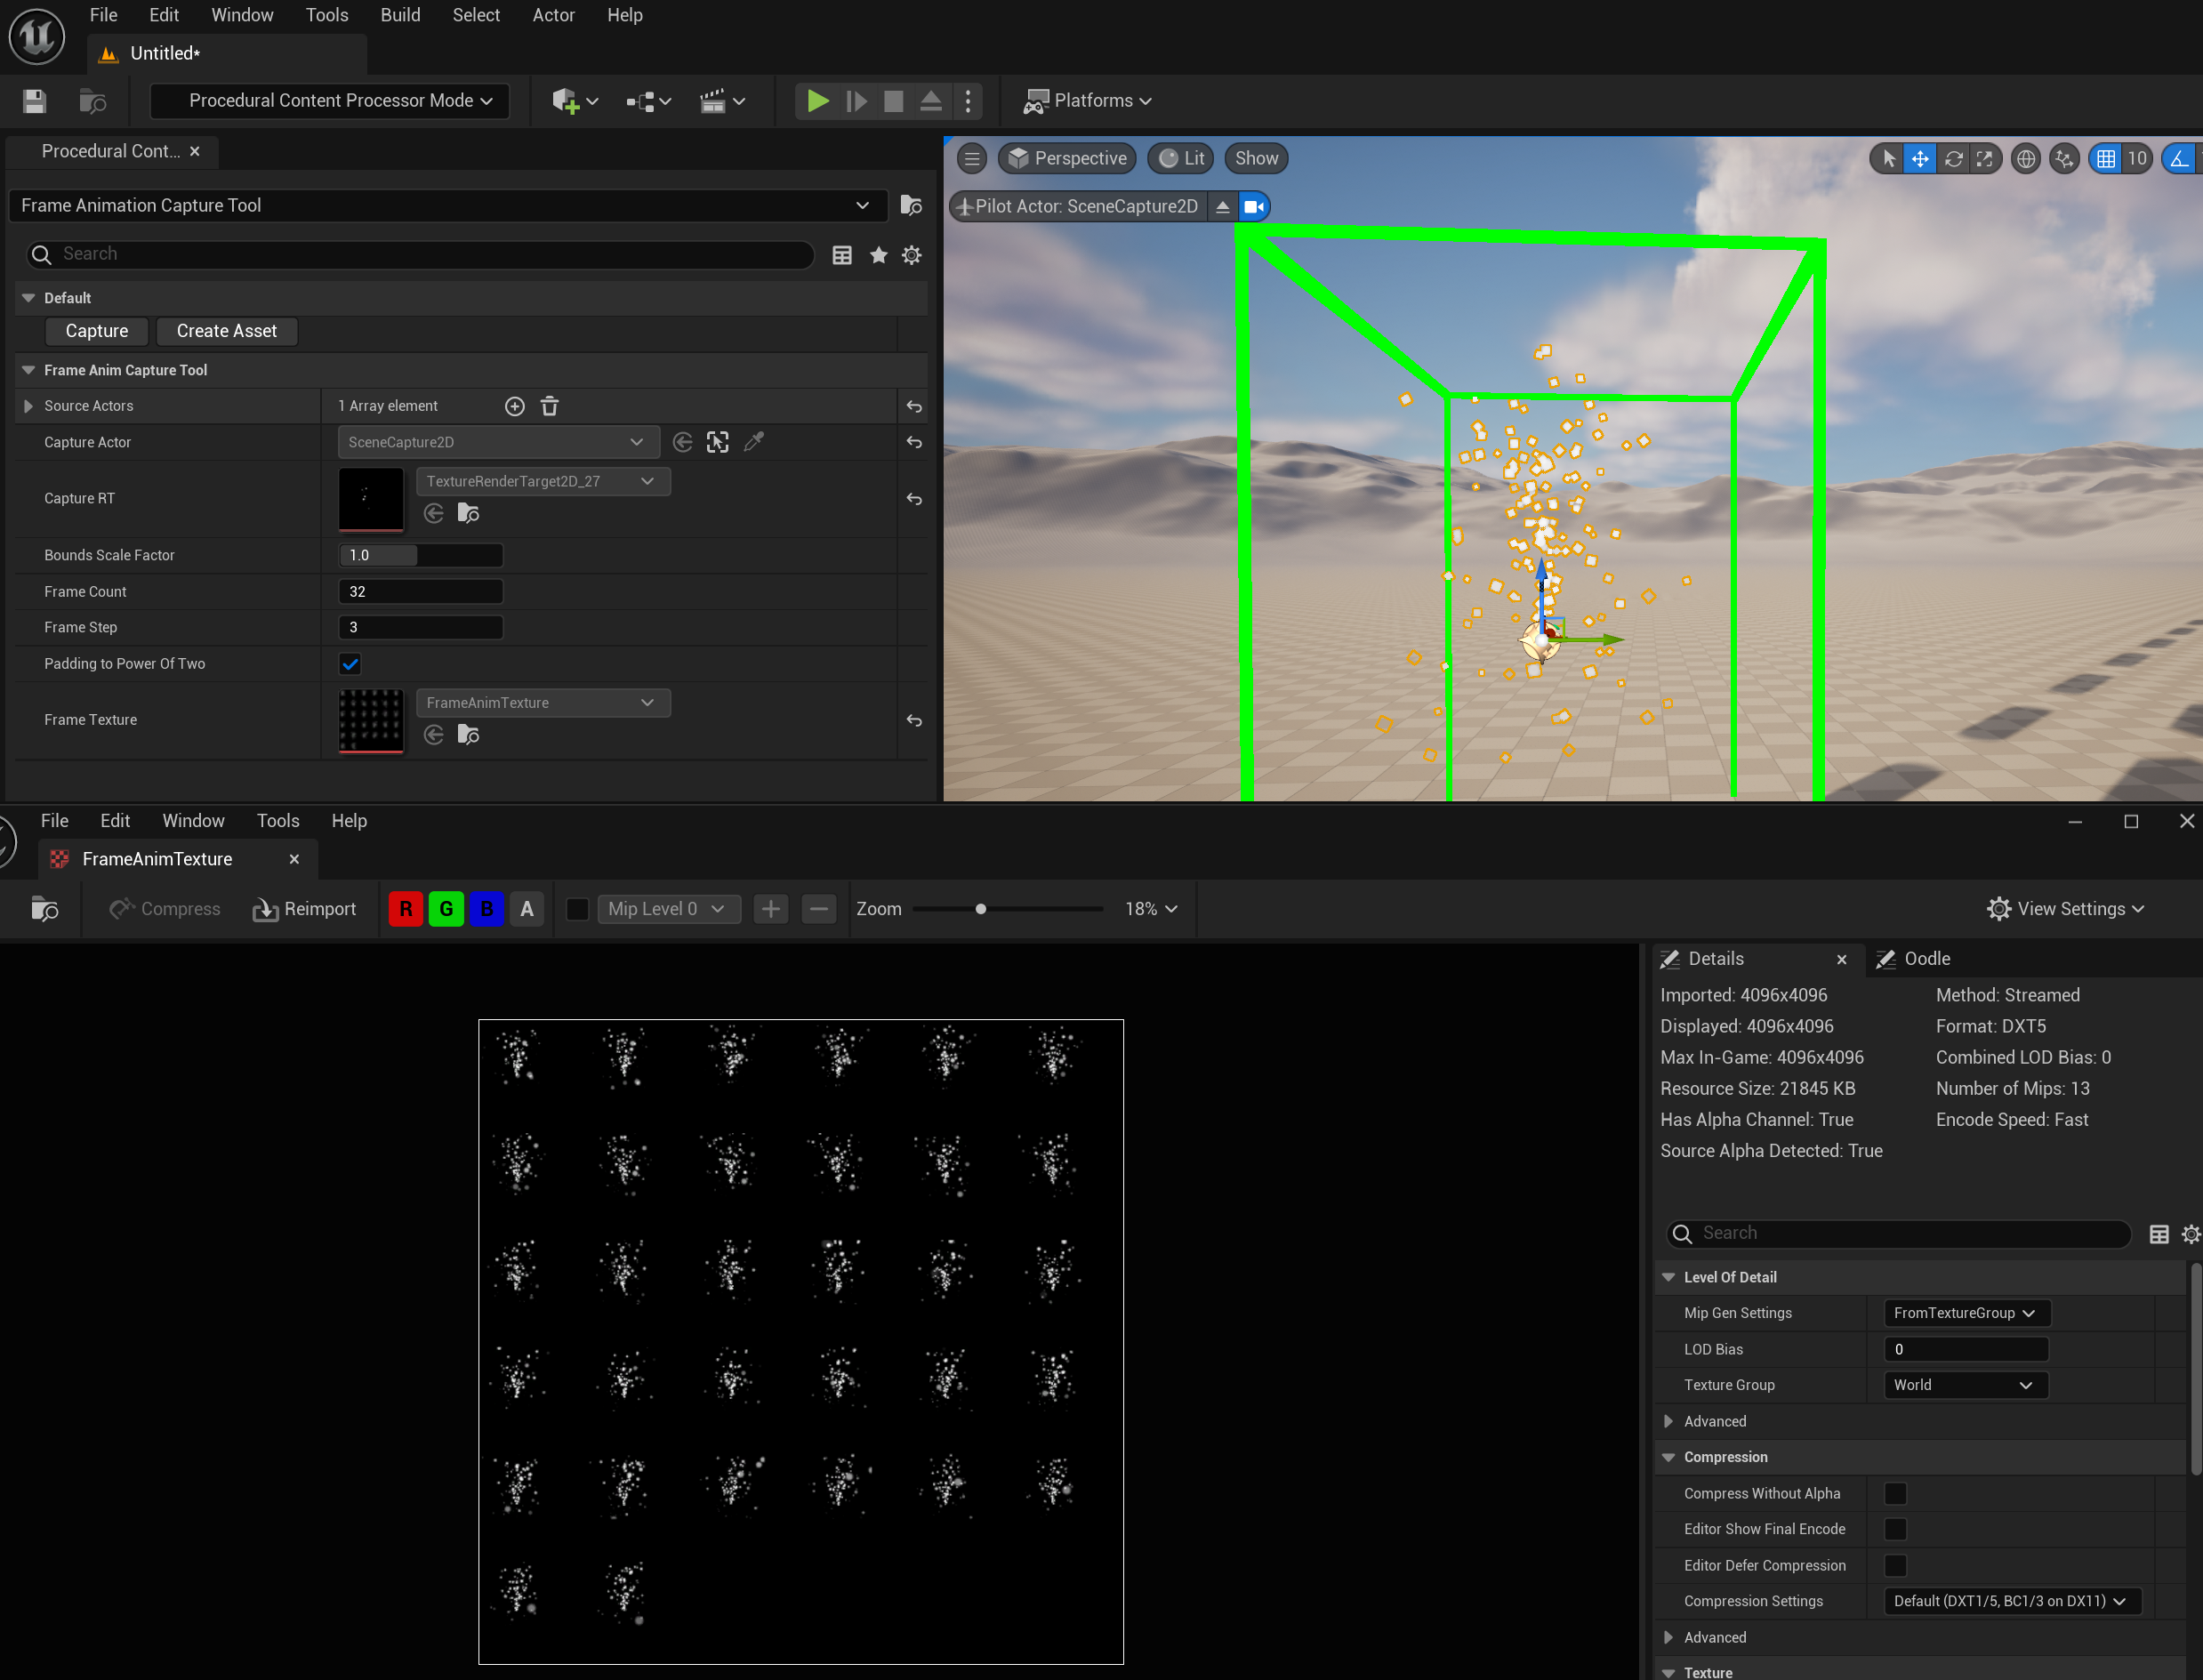 File Edit Window Tools Build Select Actor Help
Untitled*
Procedural Content Processor Mode
Platforms
Procedural Cont...
Frame Animation Capture Tool
Search
Default
Capture Create Asset
Frame Anim Capture Tool
Source Actors 1 Array element
Capture Actor SceneCapture2D
Capture RT TextureRenderTarget2D_27
Bounds Scale Factor 1.0
Frame Count 32
Frame Step 3
Padding to Power Of Two
Frame Texture FrameAnimTexture
Perspective Lit Show 10
Pilot Actor: SceneCapture2D
File Edit Window Tools Help
FrameAnimTexture
Compress Reimport R G B A Mip Level 0 Zoom 18% View Settings
Details Oodle
Imported: 4096x4096 Method: Streamed
Displayed: 4096x4096 Format: DXT5
Max In-Game: 4096x4096 Combined LOD Bias: 0
Resource Size: 21845 KB Number of Mips: 13
Has Alpha Channel: True Encode Speed: Fast
Source Alpha Detected: True
Search
Level Of Detail
Mip Gen Settings FromTextureGroup
LOD Bias 0
Texture Group World
Advanced
Compression
Compress Without Alpha
Editor Show Final Encode
Editor Defer Compression
Compression Settings Default (DXT1/5, BC1/3 on DX11)
Advanced
Texture